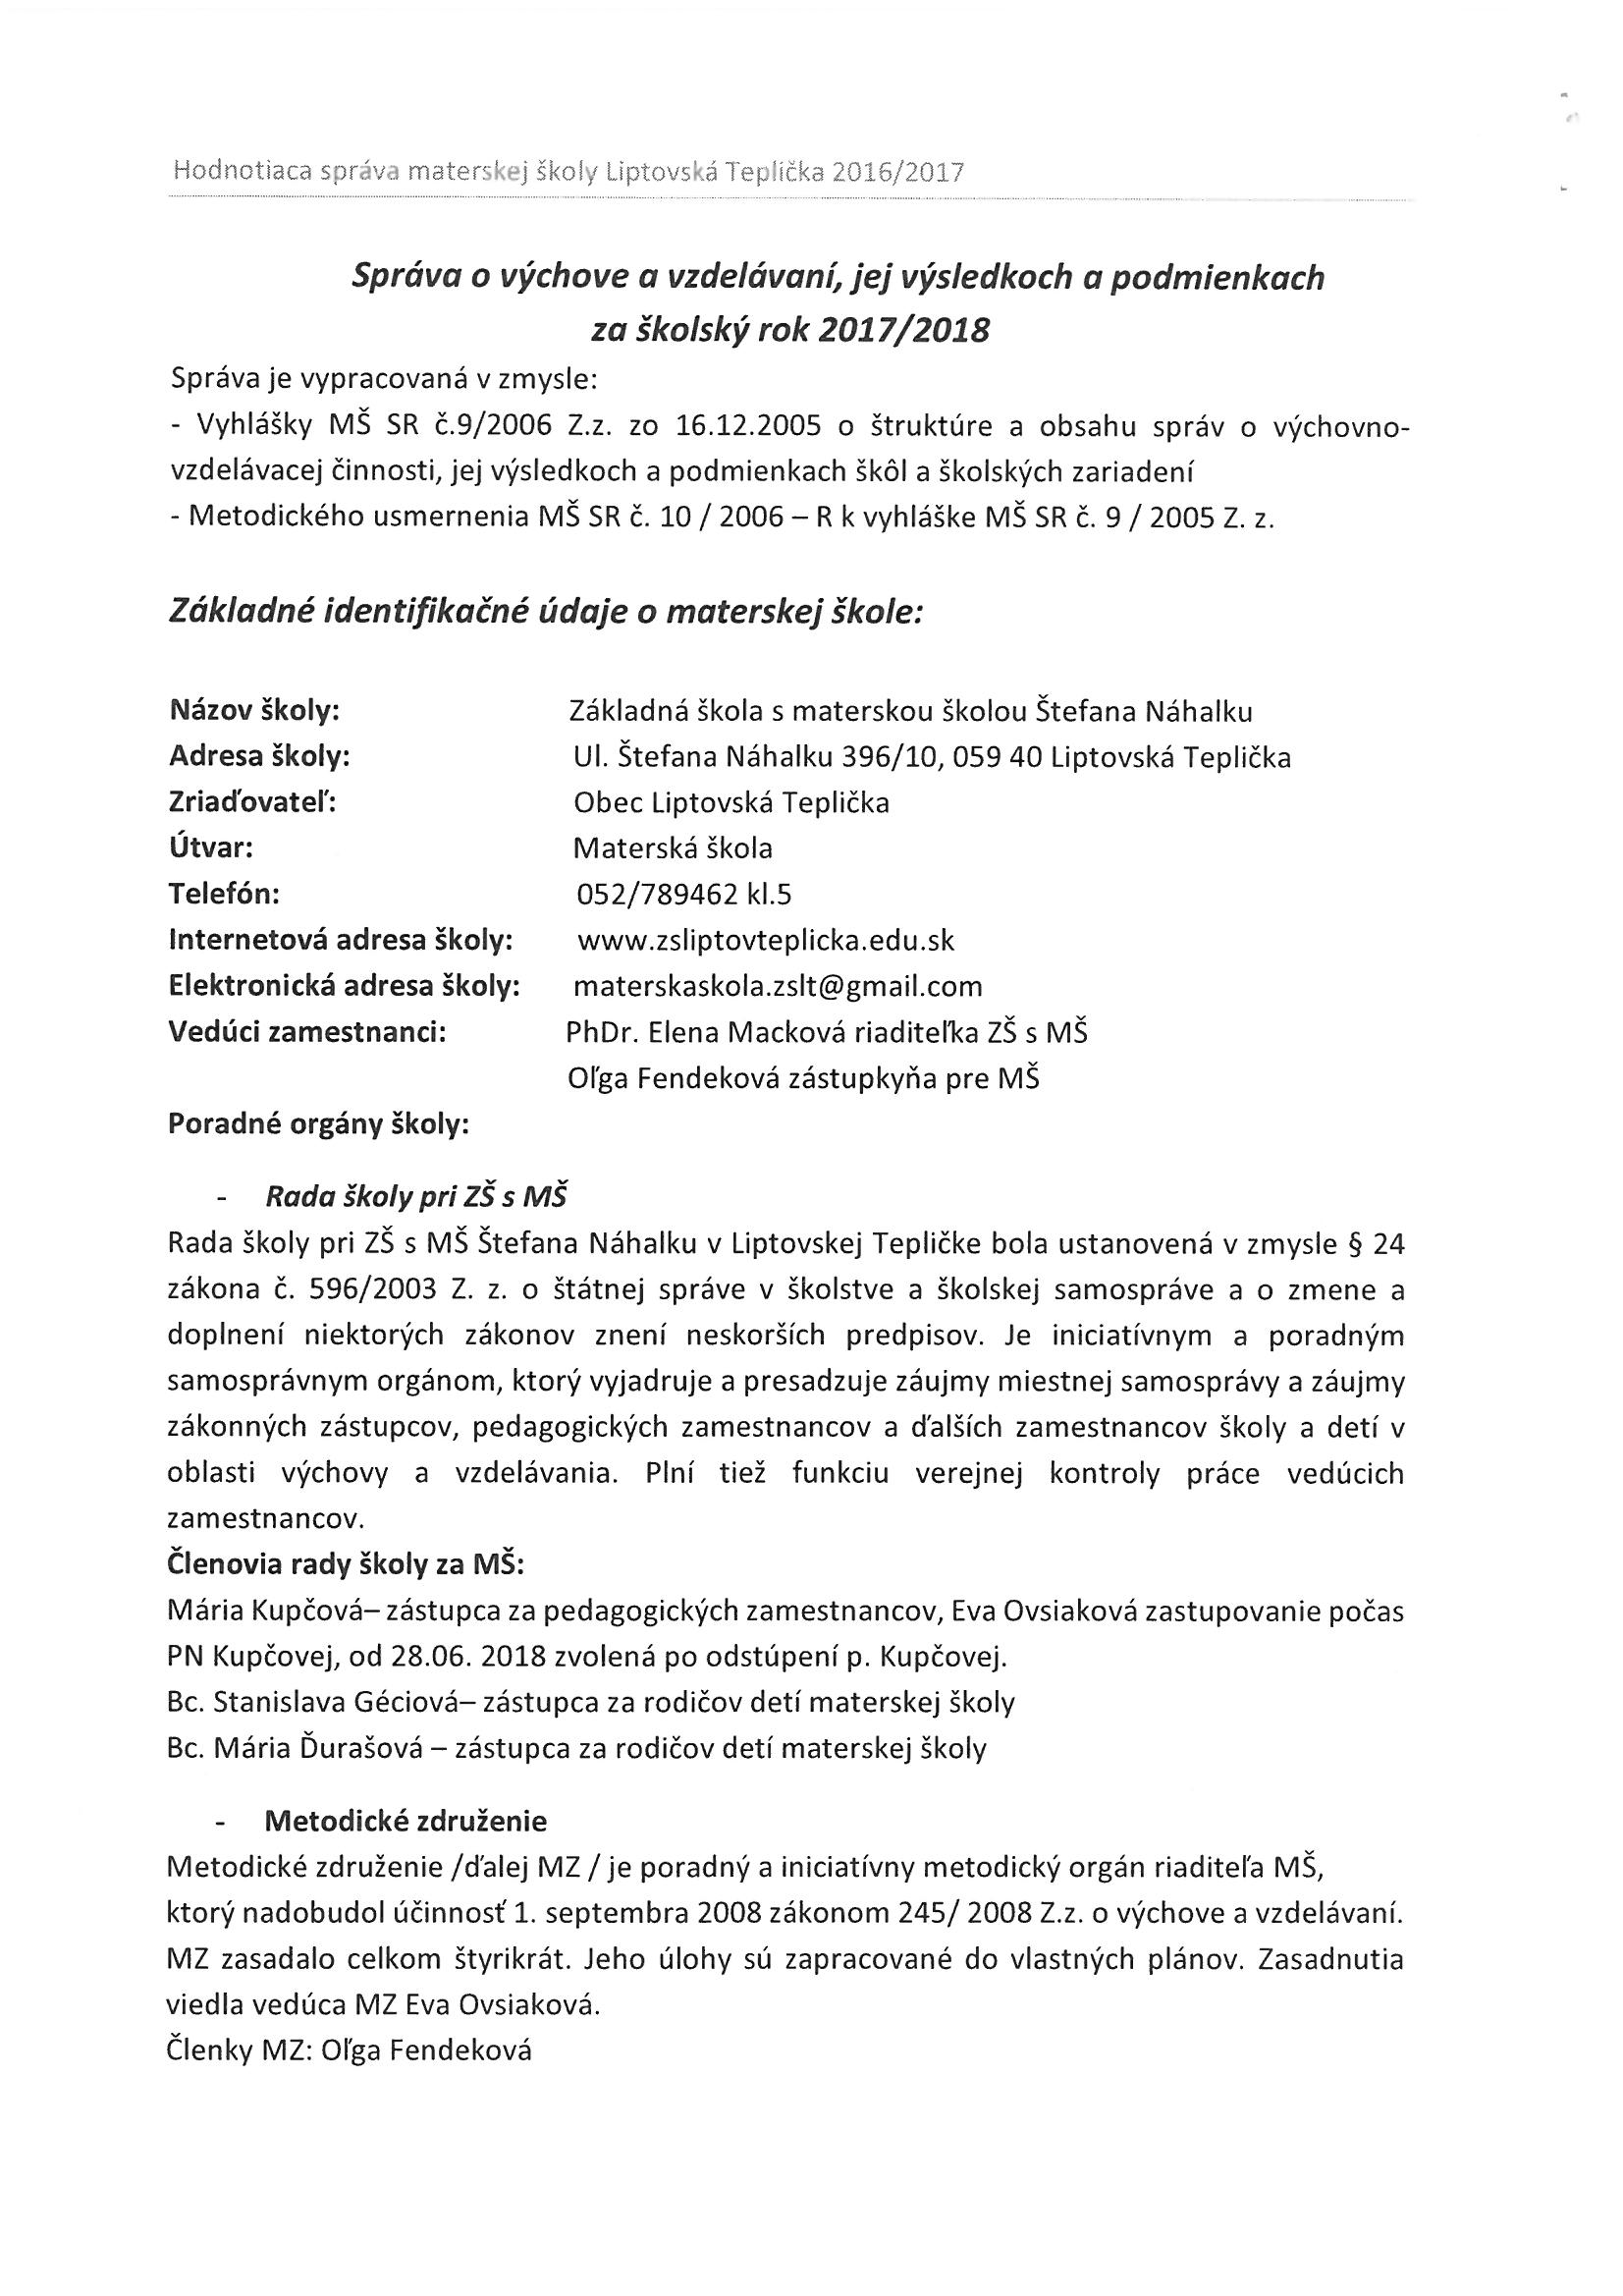 Hodnotiaca správa materskej školy Liptovská Teplička 2016/2017
Správa o výchove a vzdelávaní, jej výsledkoch a podmienkach
za školský rok 2017/2018
Správa je vypracovaná v zmysle:
- Vyhlášky MŠ SR č.9/2006 Z.z. zo 16.12.2005 o štruktúre a obsahu správ o výchovno-
vzdelávacej činnosti, jej výsledkoch a podmienkach škôl a školských zariadení
- Metodického usmernenia MŠ SR č. 10 / 2006 – R k vyhláške MŠ SR č. 9 / 2005 Z. z.
Základné identifikačné údaje o materskej škole:
Názov školy: Základná škola s materskou školou Štefana Náhalku
Adresa školy: Ul. Štefana Náhalku 396/10, 059 40 Liptovská Teplička
Zriaďovateľ: Obec Liptovská Teplička
Útvar: Materská škola
Telefón: 052/789462 kl.5
Internetová adresa školy: www.zsliptovteplicka.edu.sk
Elektronická adresa školy: materskaskola.zslt@gmail.com
Vedúci zamestnanci: PhDr. Elena Macková riaditeľka ZŠ s MŠ
Oľga Fendeková zástupkyňa pre MŠ
Poradné orgány školy:
- Rada školy pri ZŠ s MŠ
Rada školy pri ZŠ s MŠ Štefana Náhalku v Liptovskej Tepličke bola ustanovená v zmysle § 24
zákona č. 596/2003 Z. z. o štátnej správe v školstve a školskej samospráve a o zmene a
doplnení niektorých zákonov znení neskorších predpisov. Je iniciatívnym a poradným
samosprávnym orgánom, ktorý vyjadruje a presadzuje záujmy miestnej samosprávy a záujmy
zákonných zástupcov, pedagogických zamestnancov a ďalších zamestnancov školy a detí v
oblasti výchovy a vzdelávania. Plní tiež funkciu verejnej kontroly práce vedúcich
zamestnancov.
Členovia rady školy za MŠ:
Mária Kupčová– zástupca za pedagogických zamestnancov, Eva Ovsiaková zastupovanie počas
PN Kupčovej, od 28.06. 2018 zvolená po odstúpení p. Kupčovej.
Bc. Stanislava Géciová– zástupca za rodičov detí materskej školy
Bc. Mária Ďurašová – zástupca za rodičov detí materskej školy
- Metodické združenie
Metodické združenie /ďalej MZ / je poradný a iniciatívny metodický orgán riaditeľa MŠ,
ktorý nadobudol účinnosť 1. septembra 2008 zákonom 245/ 2008 Z.z. o výchove a vzdelávaní.
MZ zasadalo celkom štyrikrát. Jeho úlohy sú zapracované do vlastných plánov. Zasadnutia
viedla vedúca MZ Eva Ovsiaková.
Členky MZ: Oľga Fendeková